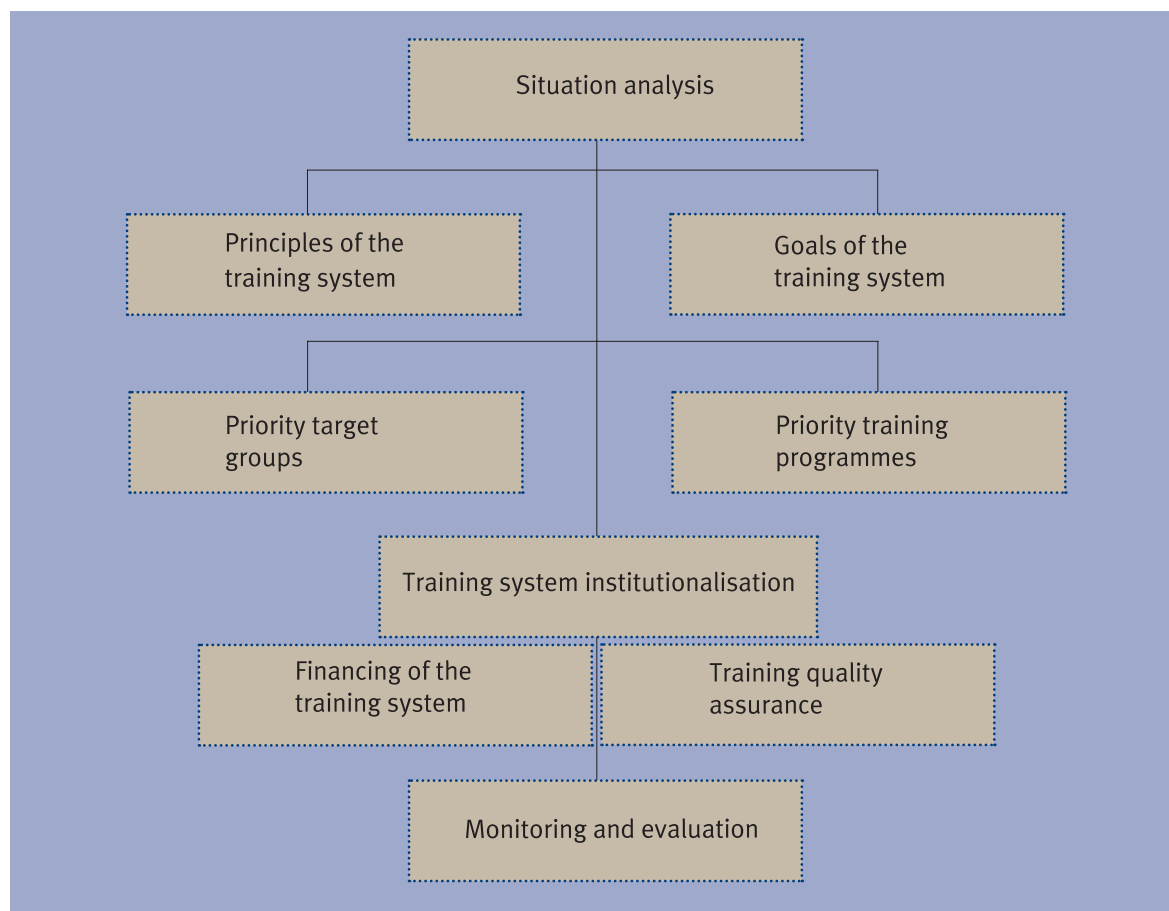 Situation analysis
Principles of the
training system
Goals of the
training system
Priority target
groups
Priority training
programmes
Training system institutionalisation
Financing of the
training system
Training quality
assurance
Monitoring and evaluation